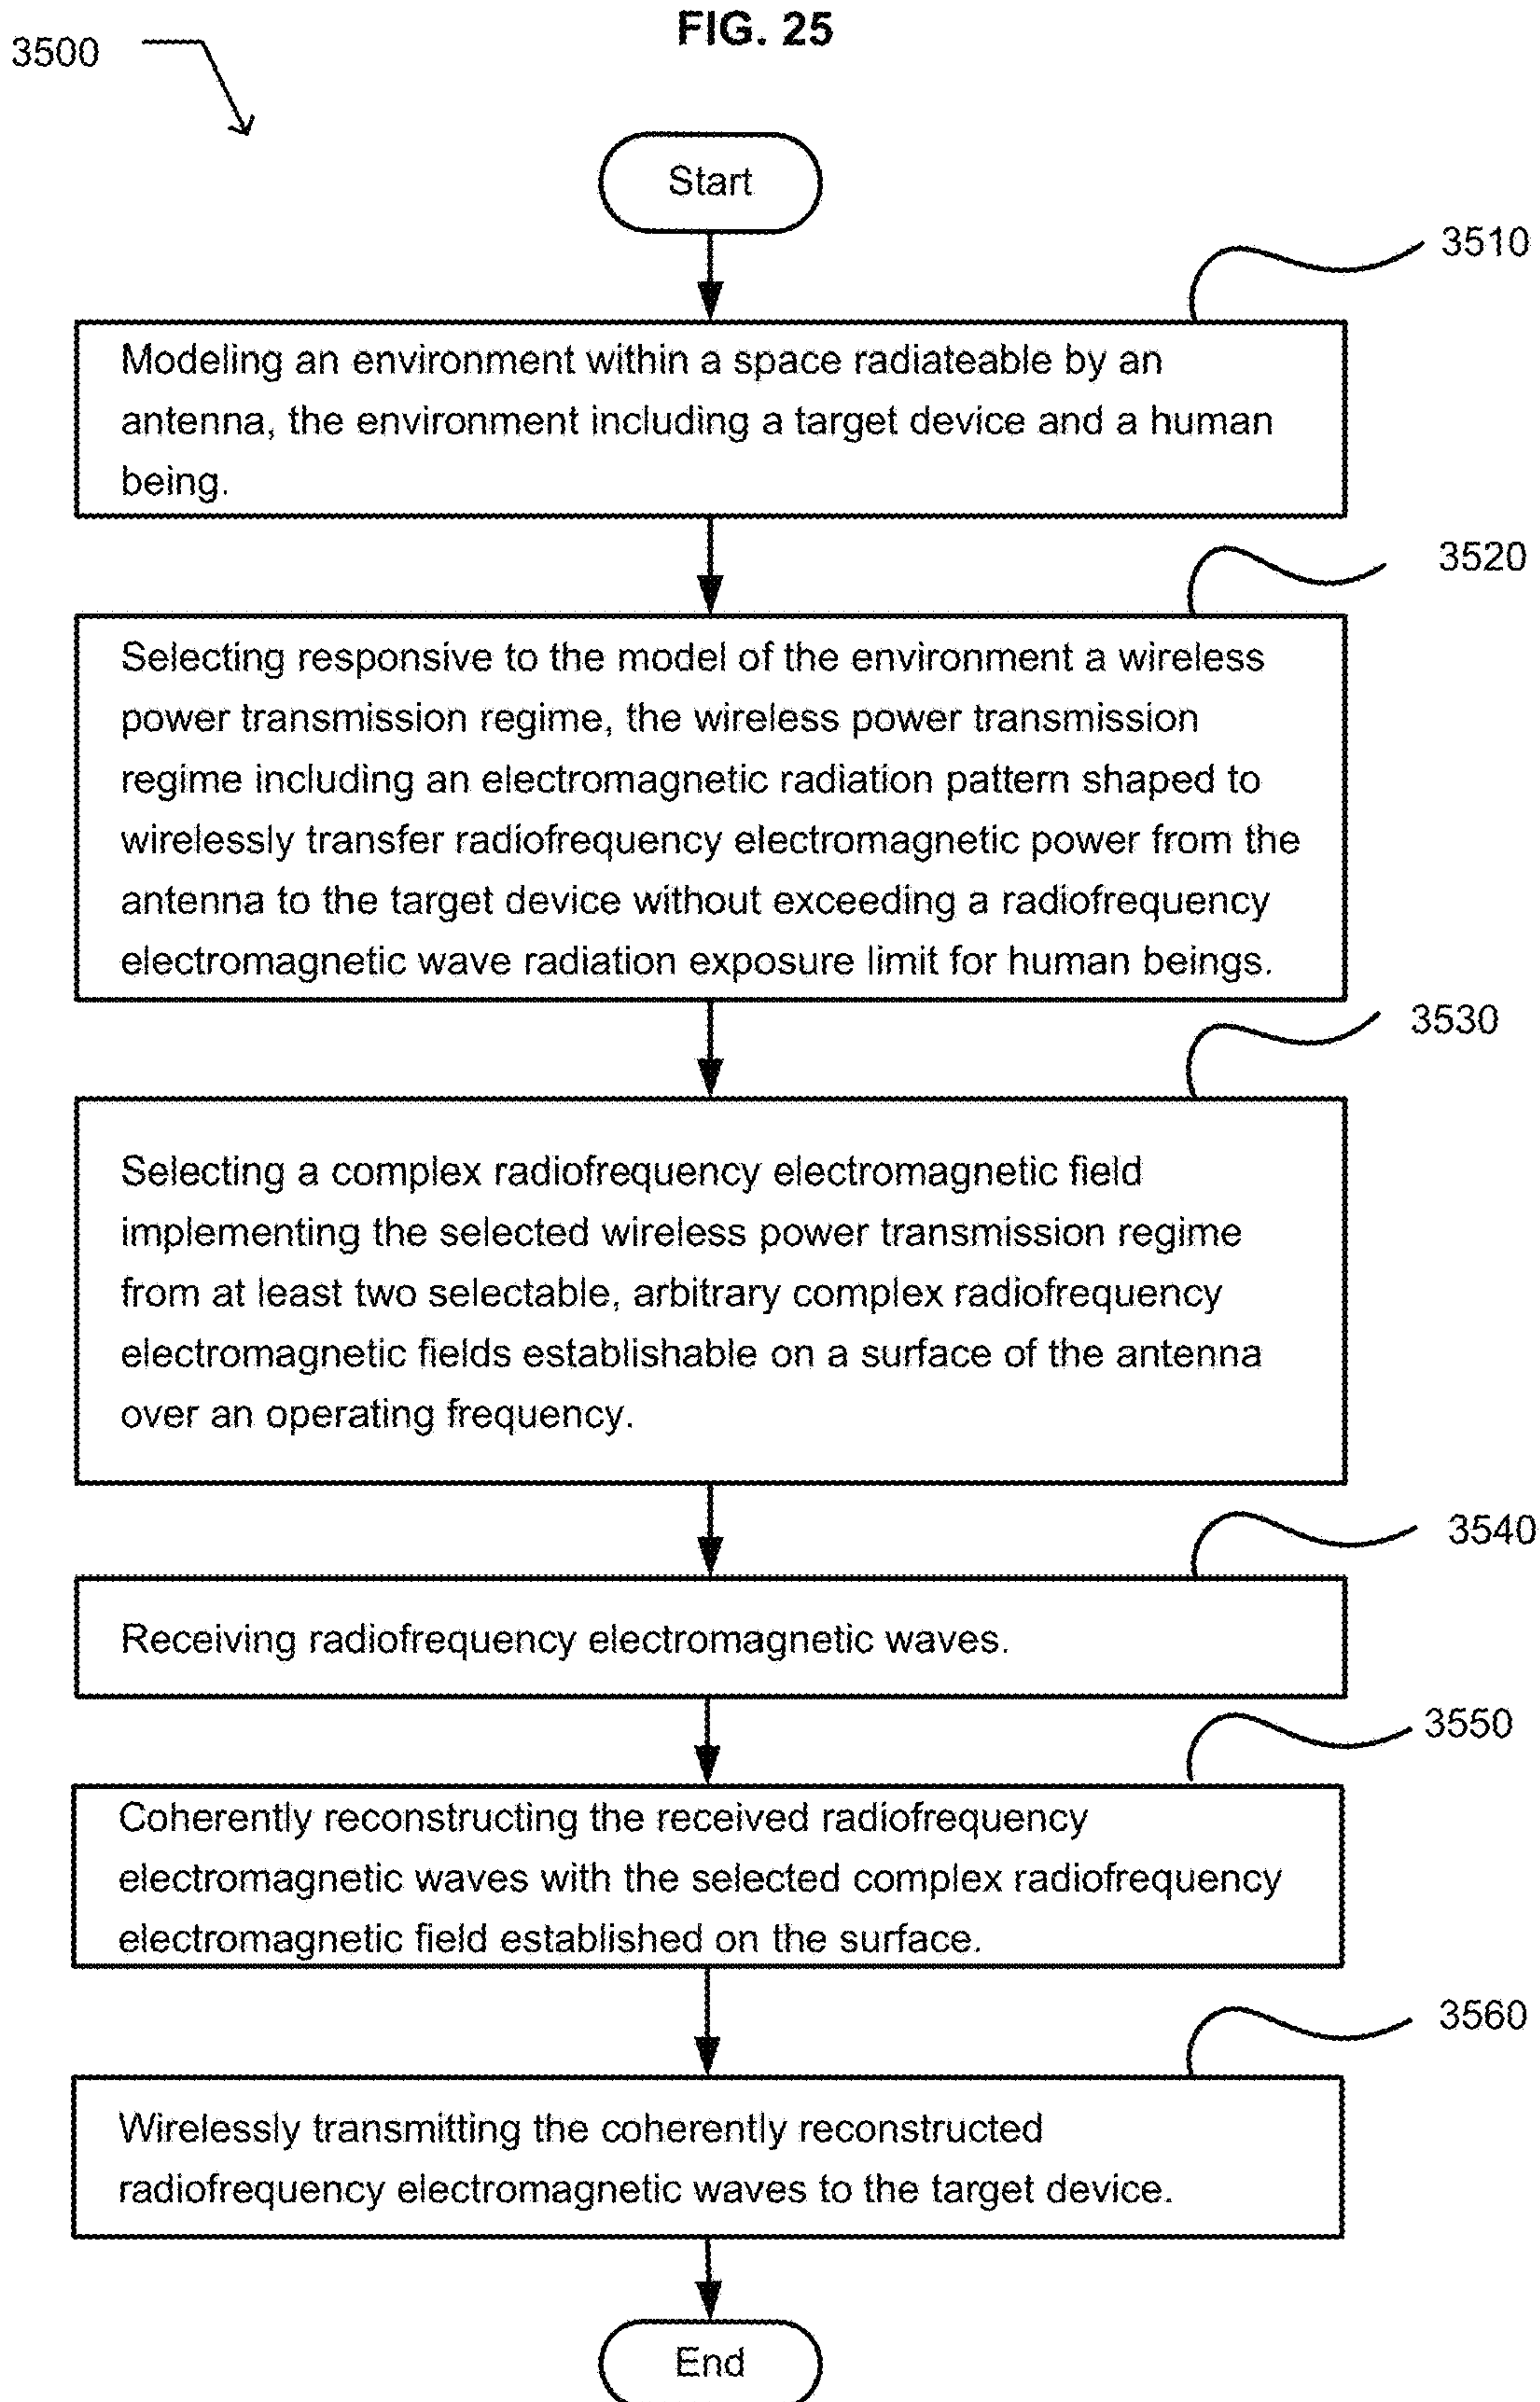 FIG. 25
3500
Start
3510
Modeling an environment within a space radiateable by an
antenna, the environment including a target device and a human
being.
3520
Selecting responsive to the model of the environment a wireless
power transmission regime, the wireless power transmission
regime including an electromagnetic radiation pattern shaped to
wirelessly transfer radiofrequency electromagnetic power from the
antenna to the target device without exceeding a radiofrequency
electromagnetic wave radiation exposure limit for human beings.
3530
Selecting a complex radiofrequency electromagnetic field
implementing the selected wireless power transmission regime
from at least two selectable, arbitrary complex radiofrequency
electromagnetic fields establishable on a surface of the antenna
over an operating frequency.
3540
Receiving radiofrequency electromagnetic waves.
3550
Coherently reconstructing the received radiofrequency
electromagnetic waves with the selected complex radiofrequency
electromagnetic field established on the surface.
3560
Wirelessly transmitting the coherently reconstructed
radiofrequency electromagnetic waves to the target device.
End